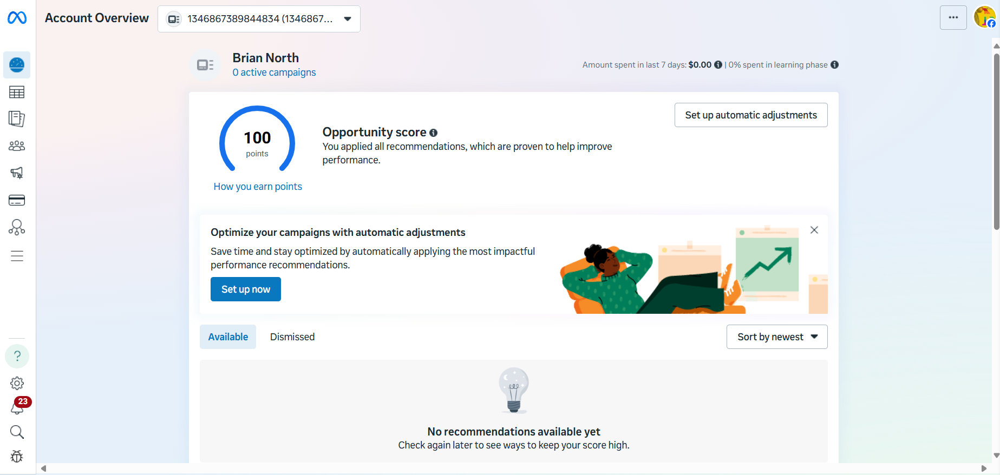 Account Overview
1346867389844834 (1346867...
Brian North
0 active campaigns
Amount spent in last 7 days: $0.00 | 0% spent in learning phase
100
points
How you earn points
Opportunity score
You applied all recommendations, which are proven to help improve
performance.
Set up automatic adjustments
Optimize your campaigns with automatic adjustments
Save time and stay optimized by automatically applying the most impactful
performance recommendations.
Set up now
Available
Dismissed
Sort by newest
No recommendations available yet
Check again later to see ways to keep your score high.
?
23